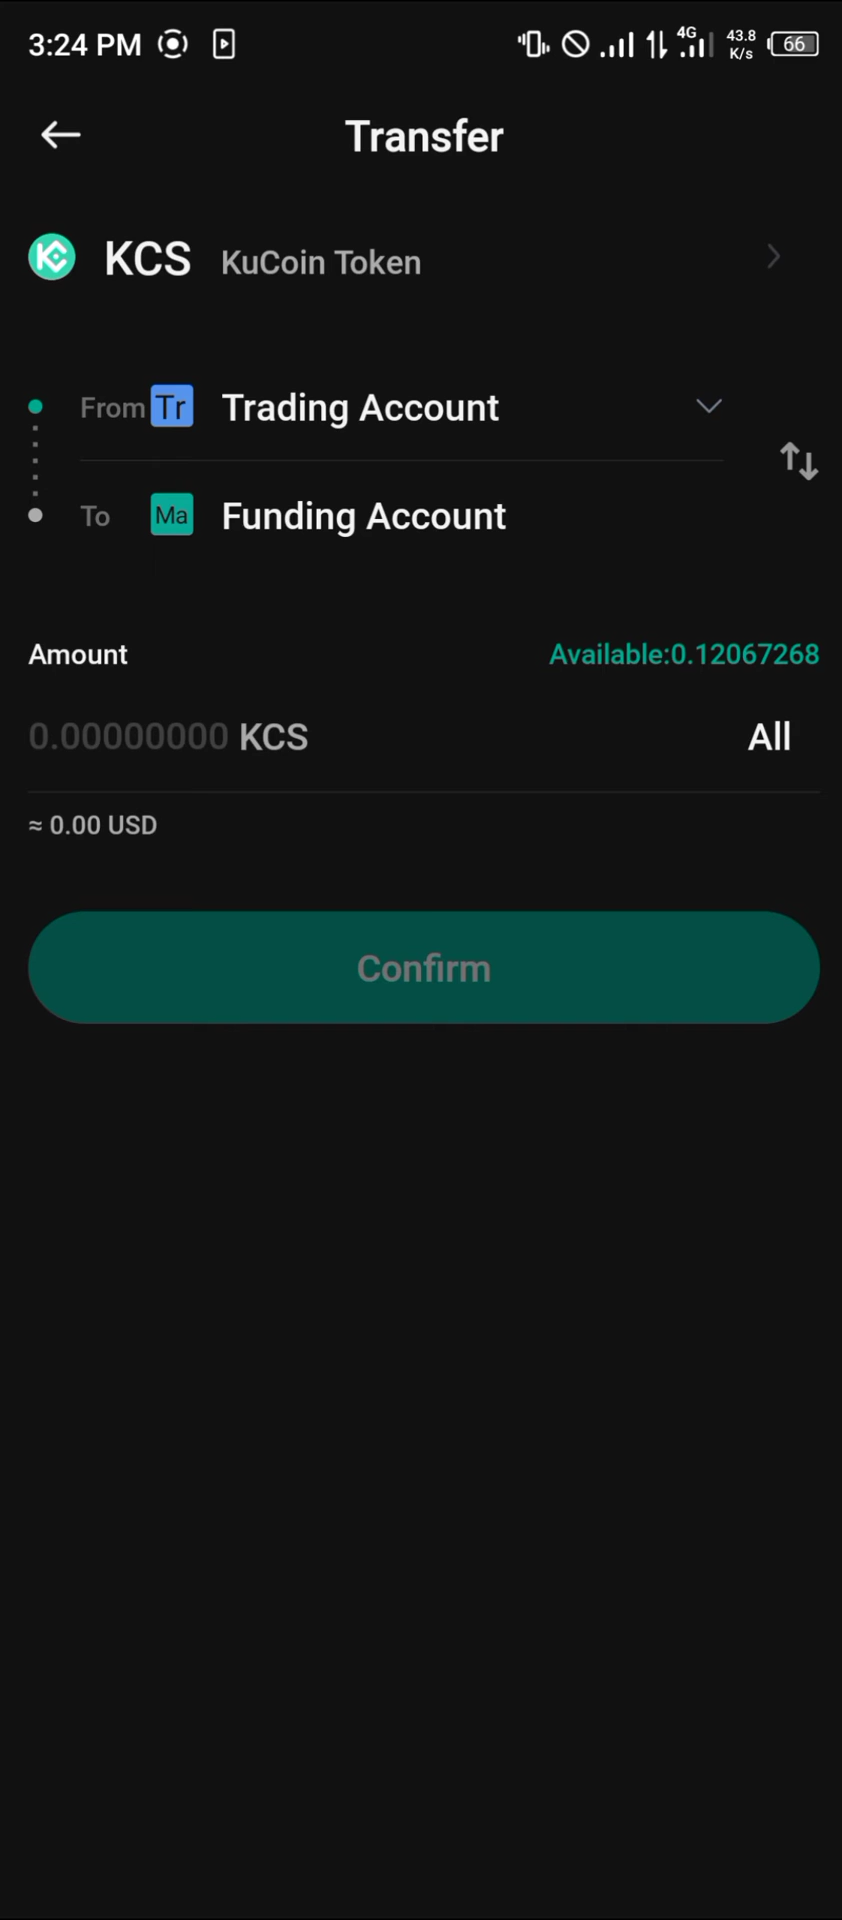 3:24 PM 4G 43.8 K/s 66
Transfer
KCS KuCoin Token
From Tr Trading Account
To Ma Funding Account
Amount Available:0.12067268
0.00000000 KCS All
≈ 0.00 USD
Confirm